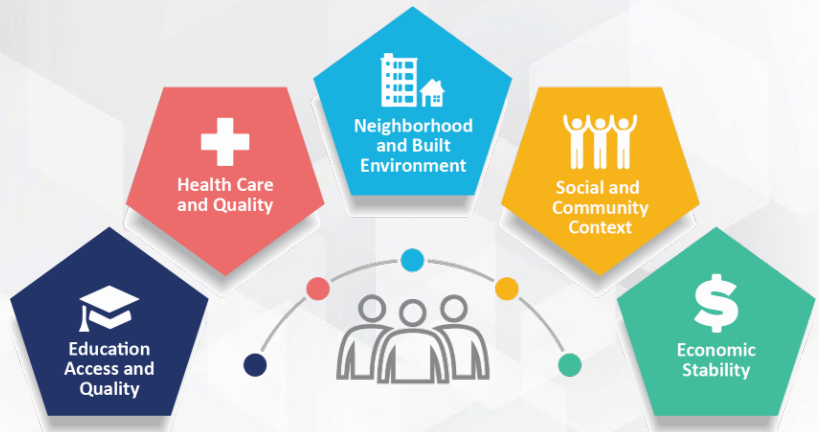 Education
Access and
Quality
Health Care
and Quality
Neighborhood
and Built
Environment
Social and
Community
Context
$
Economic
Stability